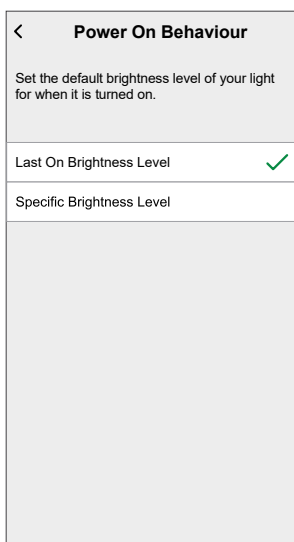 Power On Behaviour
Set the default brightness level of your light
for when it is turned on.
Last On Brightness Level
Specific Brightness Level